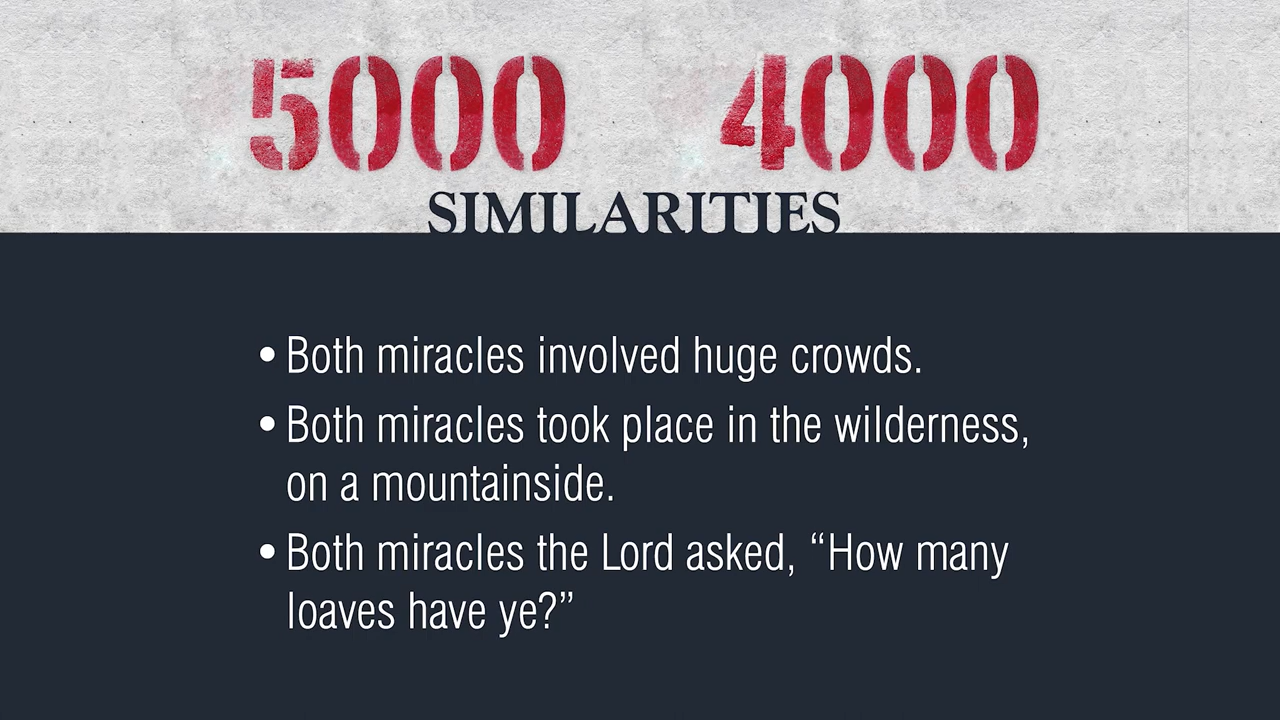 5000 4000
SIMILARITIES
• Both miracles involved huge crowds.
• Both miracles took place in the wilderness,
on a mountainside.
• Both miracles the Lord asked, “How many
loaves have ye?”